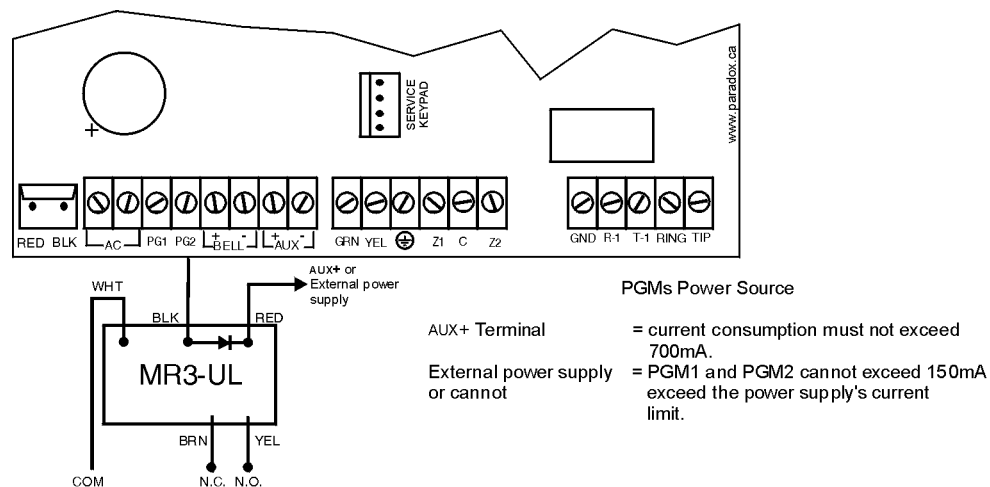 www.paradox.ca
SERVICE
KEYPAD
+
RED BLK
AC
PG1 PG2
+ -
BELL
+ -
AUX
GRN YEL
Z1 C Z2
GND R-1 T-1 RING TIP
AUX+ or
External power
supply
WHT
BLK
RED
MR3-UL
BRN
YEL
COM
N.C. N.O.
PGMs Power Source
AUX+ Terminal = current consumption must not exceed
700mA.
External power supply = PGM1 and PGM2 cannot exceed 150mA
or cannot exceed the power supply's current
limit.